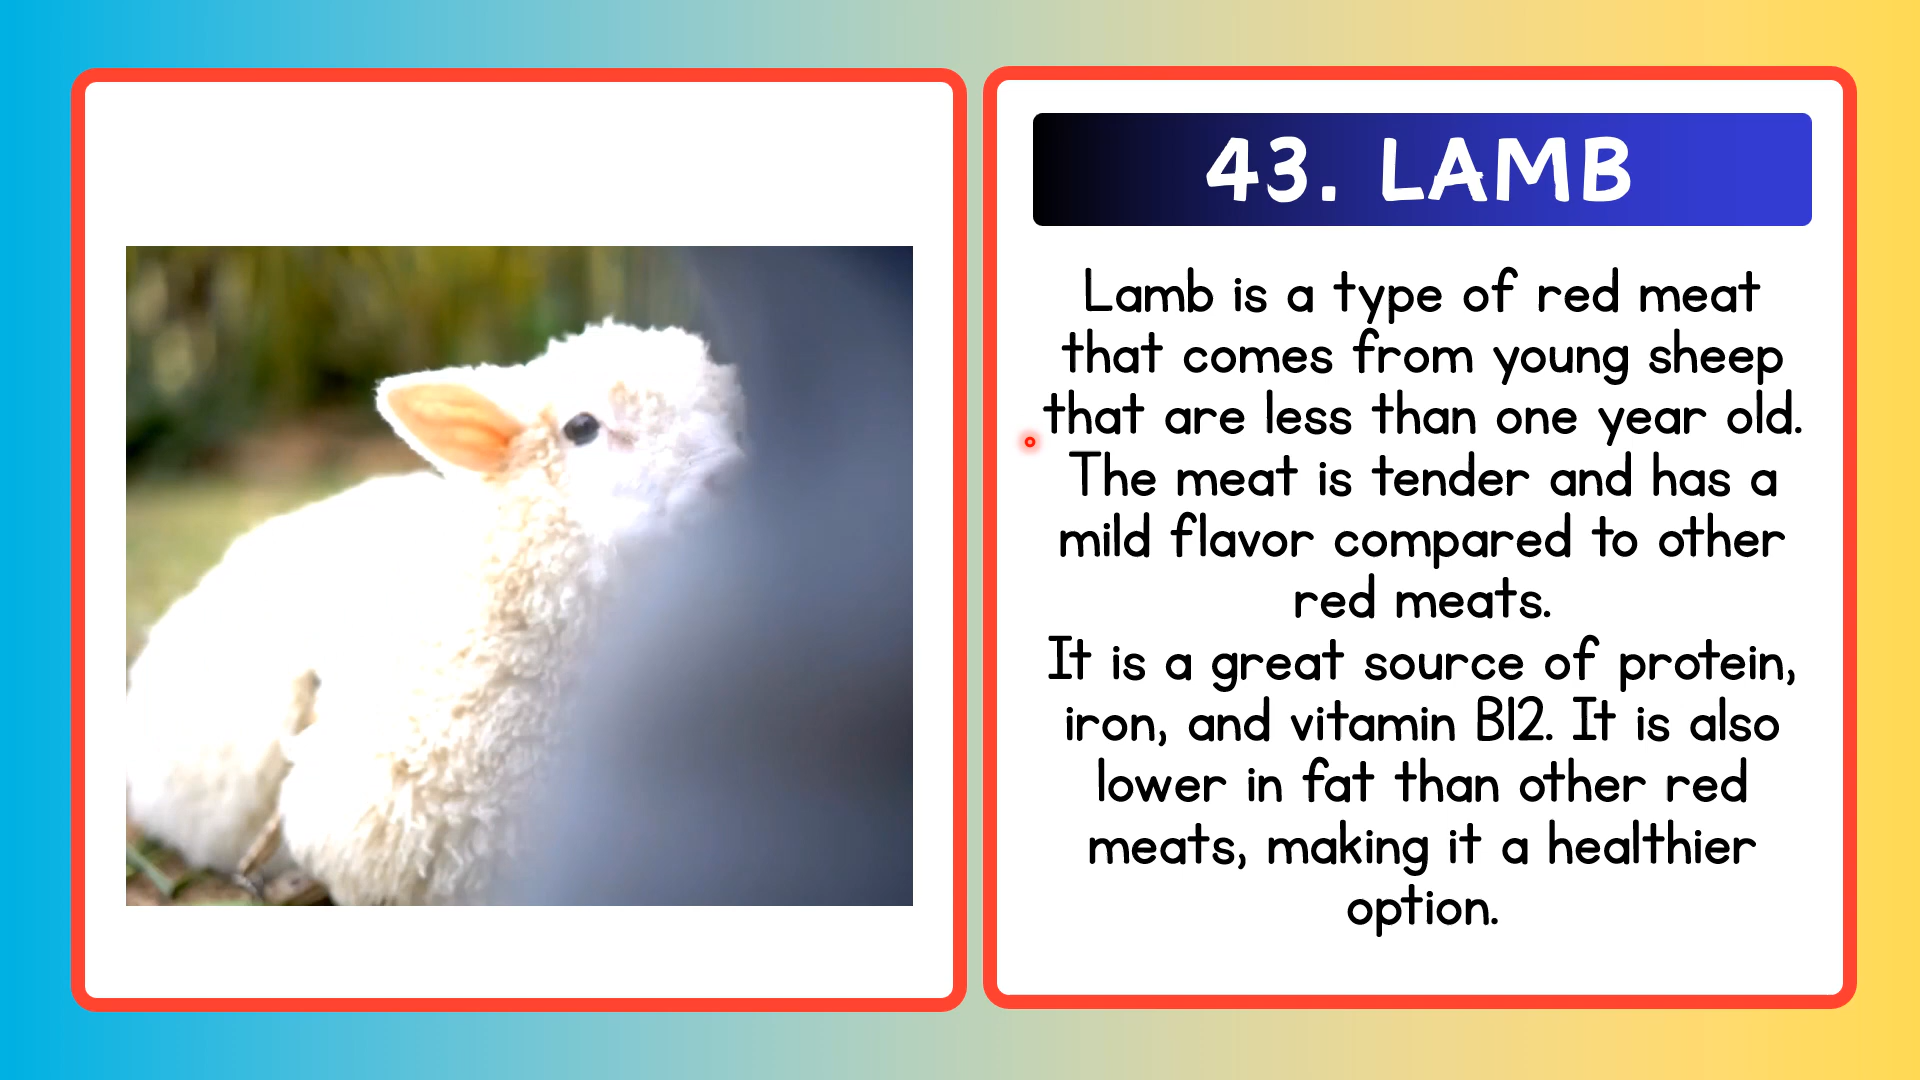 43. LAMB
Lamb is a type of red meat
that comes from young sheep
that are less than one year old.
The meat is tender and has a
mild flavor compared to other
red meats.
It is a great source of protein,
iron, and vitamin B12. It is also
lower in fat than other red
meats, making it a healthier
option.